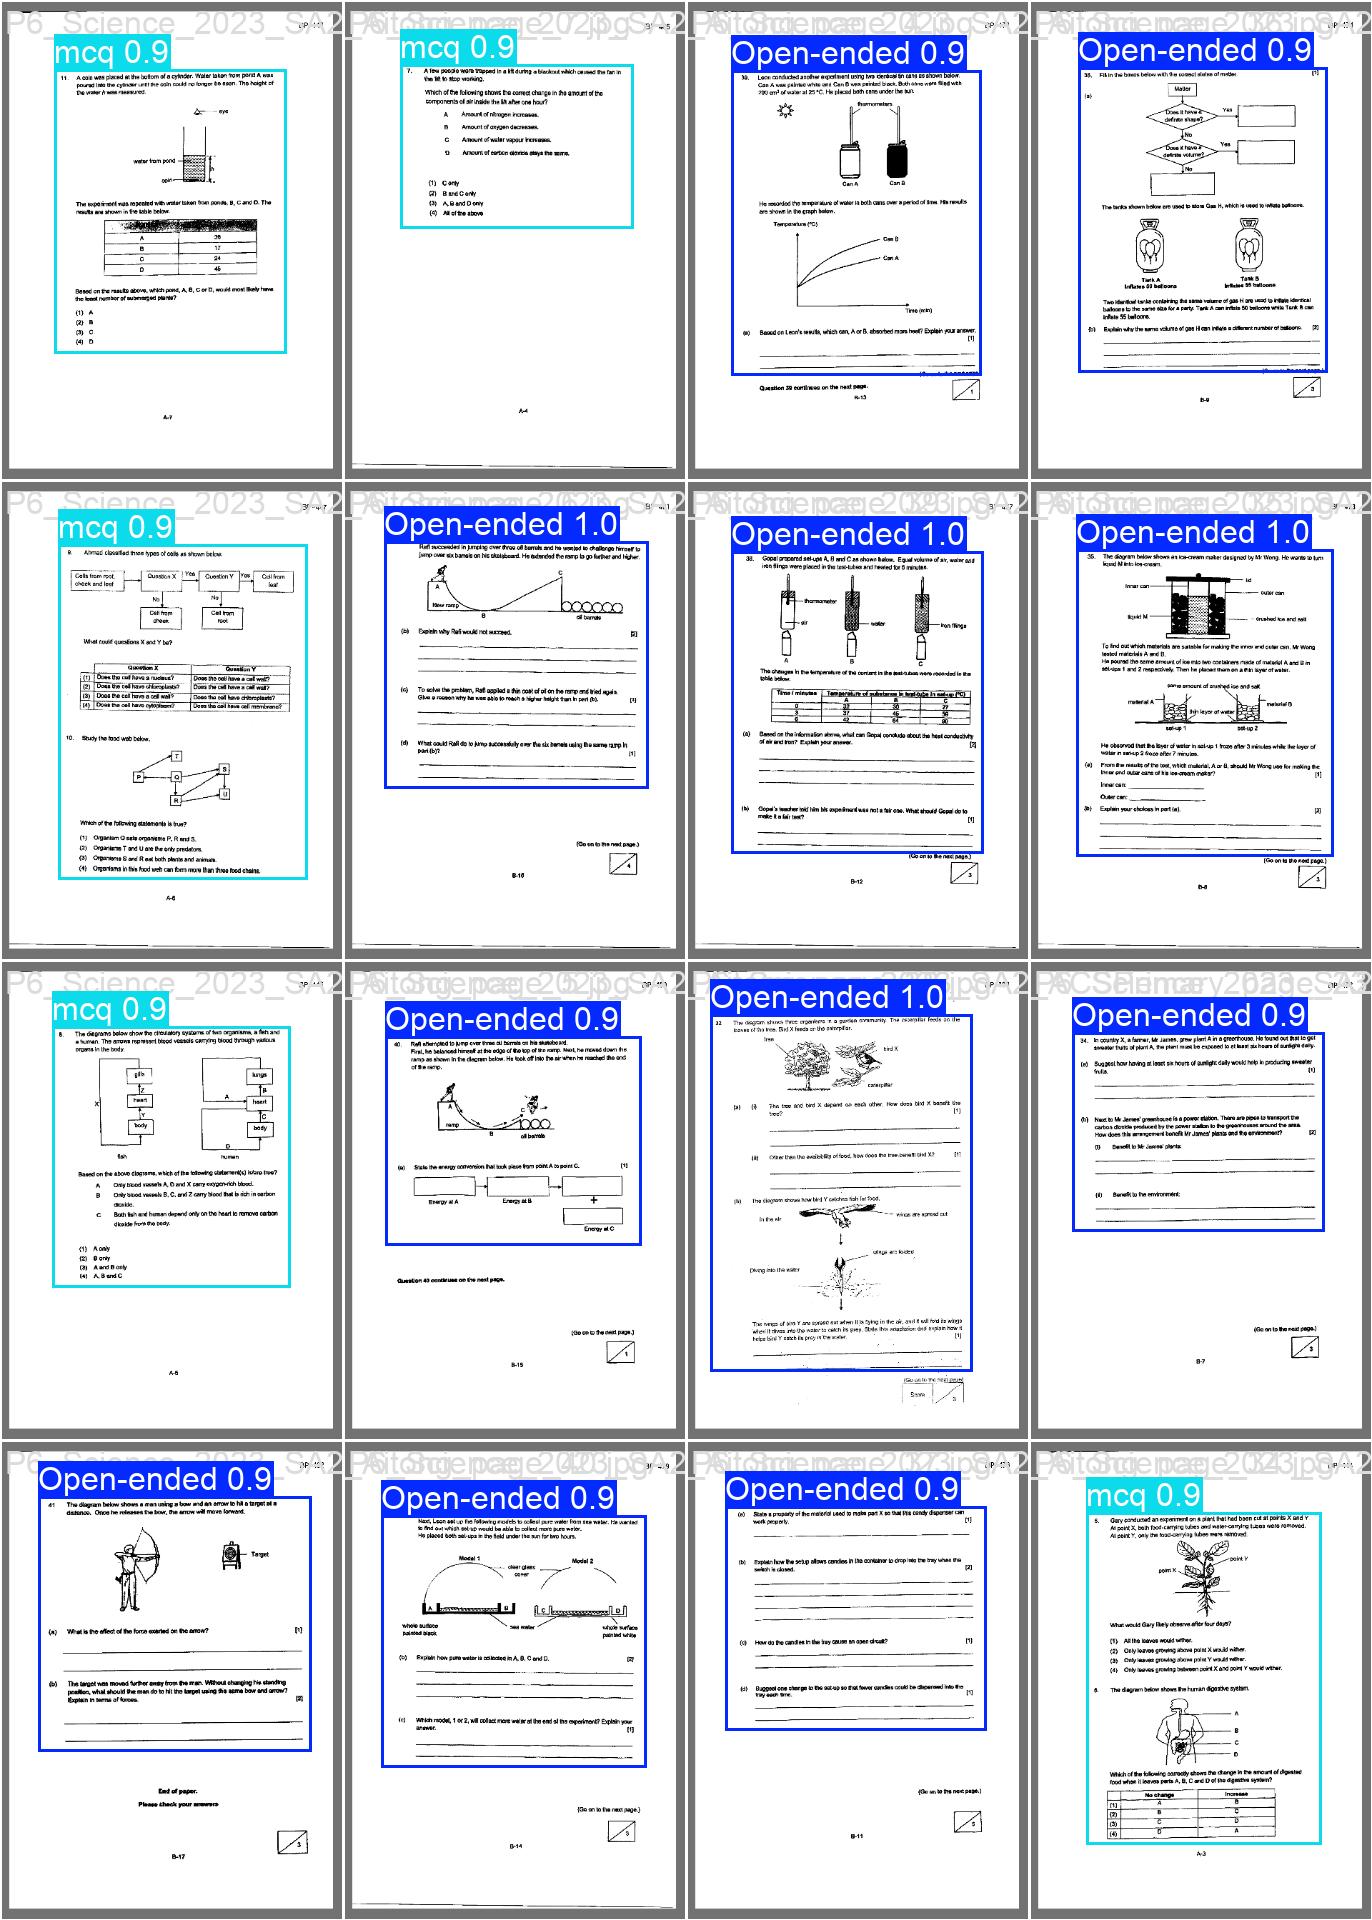 mcq 0.9
11. A coin was placed at the bottom of a cylinder. Water taken from pond A was
poured into the cylinder until the coin could no longer be seen. The height of
the water h was measured.
eye
water from pond
h
coin
The experiment was repeated with water taken from ponds, B, C and D. The
results are shown in the table below.
A
B 17
C 24
D
Based on the results above, which pond, A, B, C or D, would most likely have
the least number of submerged plants?
(1) A
(2) B
(3) C
(4) D
A-7
mcq 0.9
7. A few people were trapped in a lift during a blackout which caused the fan in
the lift to stop working.
Which of the following shows the correct change in the amount of the
components of air inside the lift after one hour?
A Amount of nitrogen increases.
B Amount of oxygen decreases.
C Amount of water vapour increases.
D Amount of carbon dioxide stays the same.
(1) C only
(2) B and C only
(3) A, B and D only
(4) All of the above
A-4
Open-ended 0.9
39. Leon conducted another experiment using two identical tin cans as shown below.
Can A was painted white and Can B was painted black. Both cans were filled with
200 cm³ of water at 25 °C. He placed both cans under the sun.
thermometers
Can A Can B
He recorded the temperature of water in both cans over a period of time. His results
are shown in the graph below.
Temperature (°C)
Can B
Can A
Time (min)
(a) Based on Leon's results, which can, A or B, absorbed more heat? Explain your answer.
[1]
Question 39 continues on the next page.
B-13
1
Open-ended 0.9
36. Fill in the boxes below with the correct states of matter. [1]
(a)
Matter
Does it have a definite shape?
Yes
No
Does it have a definite volume?
Yes
No
The tanks shown below are used to store Gas H, which is used to inflate balloons.
Tank A Tank B
Inflates 50 balloons Inflates 55 balloons
Two identical tanks containing the same volume of gas H are used to inflate identical
balloons to the same size for a party. Tank A can inflate 50 balloons while Tank B can
inflate 55 balloons.
(b) Explain why the same volume of gas H can inflate a different number of balloons. [2]
B-9
3
mcq 0.9
9. Ahmad classified three types of cells as shown below.
Cells from root, cheek and leaf
Question X
Yes
Question Y
Yes
Cell from leaf
No
No
Cell from cheek
Cell from root
What could questions X and Y be?
Question X Question Y
(1) Does the cell have a nucleus? Does the cell have a cell wall?
(2) Does the cell have chloroplasts? Does the cell have a cell wall?
(3) Does the cell have a cell wall? Does the cell have chloroplasts?
(4) Does the cell have cytoplasm? Does the cell have cell membrane?
10. Study the food web below.
T
P Q S
R U
Which of the following statements is true?
(1) Organism Q eats organisms P, R and S.
(2) Organisms T and U are the only predators.
(3) Organisms S and R eat both plants and animals.
(4) Organisms in this food web can form more than three food chains.
A-6
Open-ended 1.0
Rafi succeeded in jumping over three oil barrels and he wanted to challenge himself to
jump over six barrels on his skateboard. He extended the ramp to go further and higher.
A
C
New ramp
B
oil barrels
(b) Explain why Rafi would not succeed. [2]
(c) To solve the problem, Rafi applied a thin coat of oil on the ramp and tried again.
Give a reason why he was able to reach a higher height than in part (b). [1]
(d) What could Rafi do to jump successfully over the six barrels using the same ramp in
part (b)? [1]
(Go on to the next page.)
4
B-16
Open-ended 1.0
38. Gopal prepared set-ups A, B and C as shown below. Equal volume of air, water and
iron filings were placed in the test-tubes and heated for 6 minutes.
thermometer
air water iron filings
A B C
The changes in the temperature of the content in the test-tubes were recorded in the
table below.
Time / minutes Temperature of substance in test-tube in set-up (°C)
A B C
(a) Based on the information above, what can Gopal conclude about the heat conductivity
of air and iron? Explain your answer. [2]
(b) Gopal's teacher told him his experiment was not a fair one. What should Gopal do to
make it a fair test? [1]
(Go on to the next page.)
3
B-12
Open-ended 1.0
35. The diagram below shows an ice-cream maker designed by Mr Wong. He wants to turn
liquid M into ice-cream.
lid
inner can
outer can
liquid M
crushed ice and salt
To find out which materials are suitable for making the inner and outer can, Mr Wong
tested materials A and B.
He poured the same amount of ice into two containers made of material A and B in
set-ups 1 and 2 respectively. Then he placed them on a thin layer of water.
same amount of crushed ice and salt
material A
material B
thin layer of water
set-up 1 set-up 2
He observed that the layer of water in set-up 1 froze after 3 minutes while the layer of
water in set-up 2 froze after 7 minutes.
(a) From the results of the test, which material, A or B, should Mr Wong use for making the
inner and outer cans of his ice-cream maker? [1]
Inner can:
Outer can:
(b) Explain your choices in part (a). [2]
(Go on to the next page.)
3
B-8
mcq 0.9
8. The diagrams below show the circulatory systems of two organisms, a fish and
a human. The arrows represent blood vessels carrying blood through various
organs in the body.
gills
Z
X
heart
Y
body
fish
lungs
A
B
heart
C
body
D
human
Based on the above diagrams, which of the following statement(s) is/are true?
A Only blood vessels A, D and X carry oxygen-rich blood.
B Only blood vessels B, C, and Z carry blood that is rich in carbon
dioxide.
C Both fish and human depend only on the heart to remove carbon
dioxide from the body.
(1) A only
(2) B only
(3) A and B only
(4) A, B and C
A-5
Open-ended 0.9
40. Rafi attempted to jump over three oil barrels on his skateboard.
First, he balanced himself at the edge of the top of the ramp. Next, he moved down the
ramp as shown in the diagram below. He took off into the air when he reached the end
of the ramp.
A
C
ramp
B
oil barrels
(a) State the energy conversion that took place from point A to point C. [1]
Energy at A
Energy at B
+
Energy at C
Question 40 continues on the next page.
(Go on to the next page.)
1
B-15
Open-ended 1.0
32 The diagram shows three organisms in a garden community. The caterpillar feeds on the
leaves of the tree. Bird X feeds on the caterpillar.
tree
bird X
caterpillar
(a) (i) The tree and bird X depend on each other. How does bird X benefit the
tree? [1]
(ii) Other than the availability of food, how does the tree benefit bird X? [1]
(b) The diagram shows how bird Y catches fish for food.
In the air
wings are spread out
wings are folded
Diving into the water
The wings of bird Y are spread out when it is flying in the air, and it will fold its wings
when it dives into the water to catch its prey. State this adaptation and explain how it
helps bird Y catch its prey in the water. [1]
(Go on to the next page)
Score
3
Open-ended 0.9
34. In country X, a farmer, Mr James, grew plant A in a greenhouse. He found out that to get
sweeter fruits of plant A, the plant must be exposed to at least six hours of sunlight daily.
(a) Suggest how having at least six hours of sunlight daily would help in producing sweeter
fruits. [1]
(b) Next to Mr James' greenhouse is a power station. There are pipes to transport the
carbon dioxide produced by the power station to the greenhouses around the area.
How does this arrangement benefit Mr James' plants and the environment? [2]
(i) Benefit to Mr James' plants:
(ii) Benefit to the environment:
(Go on to the next page.)
3
B-7
Open-ended 0.9
41 The diagram below shows a man using a bow and an arrow to hit a target at a
distance. Once he releases the bow, the arrow will move forward.
Target
(a) What is the effect of the force exerted on the arrow? [1]
(b) The target was moved further away from the man. Without changing his standing
position, what should the man do to hit the target using the same bow and arrow?
Explain in terms of forces. [2]
End of paper.
Please check your answers
3
B-17
Open-ended 0.9
Next, Leon set up the following models to collect pure water from sea water. He wanted
to find out which set-up would be able to collect more pure water.
He placed both set-ups in the field under the sun for two hours.
Model 1
Model 2
clear glass cover
A B C D
whole surface painted black
sea water
whole surface painted white
(b) Explain how pure water is collected in A, B, C and D. [2]
(c) Which model, 1 or 2, will collect more water at the end of the experiment? Explain your
answer. [1]
(Go on to the next page.)
3
B-14
Open-ended 0.9
(a) State a property of the material used to make part X so that this candy dispenser can
work properly. [1]
(b) Explain how the setup allows candies in the container to drop into the tray when the
switch is closed. [2]
(c) How do the candies in the tray cause an open circuit? [1]
(d) Suggest one change to the set-up so that fewer candies could be dispensed into the
tray each time. [1]
(Go on to the next page.)
5
B-11
mcq 0.9
5. Gary conducted an experiment on a plant that had been cut at points X and Y
At point X, both food-carrying tubes and water-carrying tubes were removed.
At point Y, only the food-carrying tubes were removed.
point Y
point X
What would Gary likely observe after four days?
(1) All the leaves would wither.
(2) Only leaves growing above point X would wither.
(3) Only leaves growing above point Y would wither.
(4) Only leaves growing between point X and point Y would wither.
6. The diagram below shows the human digestive system.
A
B
C
D
Which of the following correctly shows the change in the amount of digested
food when it leaves parts A, B, C and D of the digestive system?
No change Increase
(1) A B
(2) B C
(3) C D
(4) D A
A-3